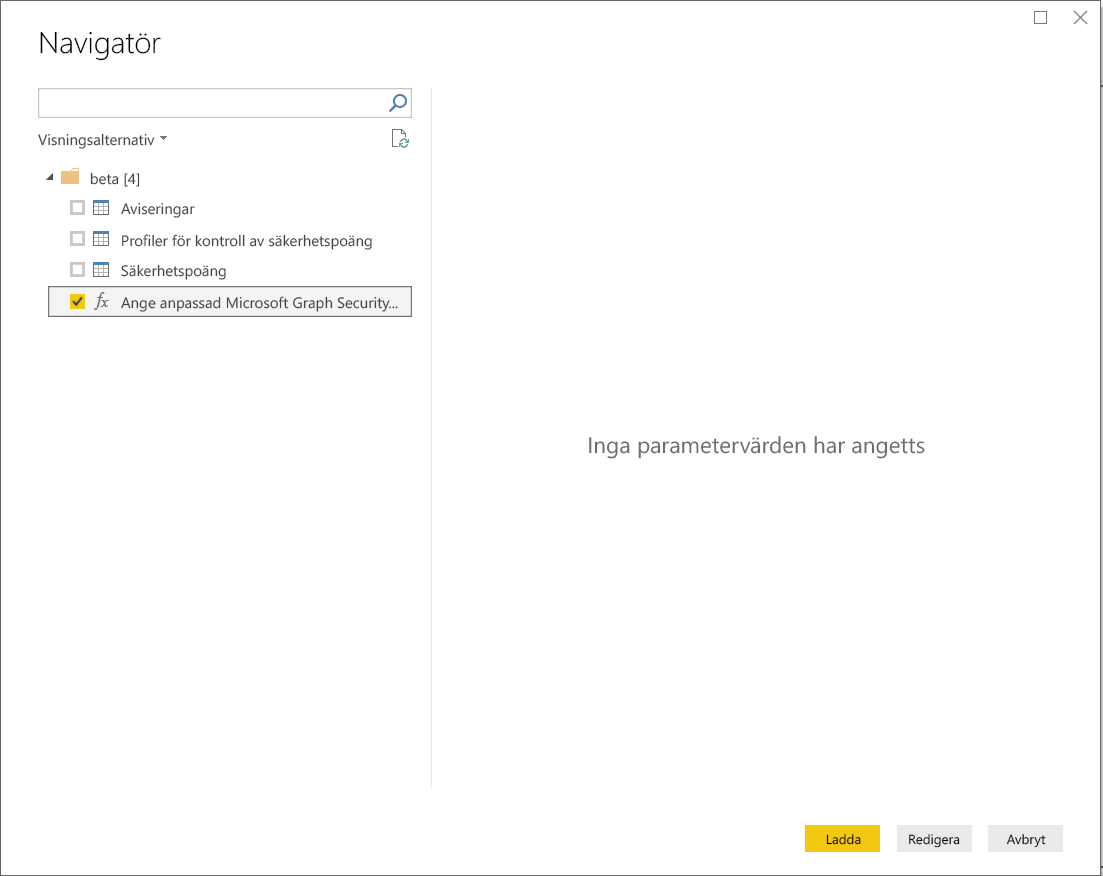 Navigatör
Visningsalternativ
beta [4]
Aviseringar
Profiler för kontroll av säkerhetspoäng
Säkerhetspoäng
fx Ange anpassad Microsoft Graph Security...
Inga parametervärden har angetts
Ladda Redigera Avbryt